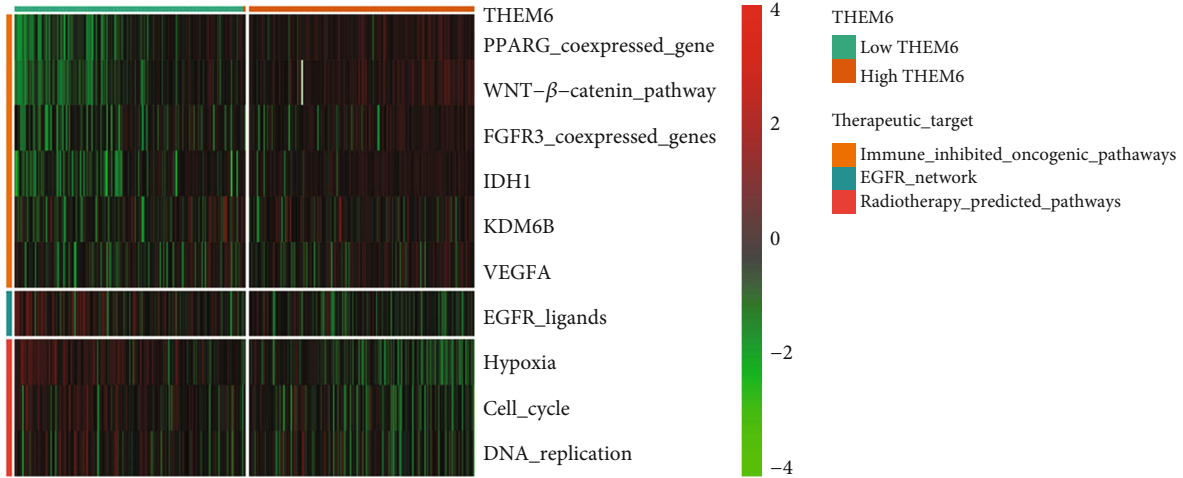 THEM6
PPARG_coexpressed_gene
WNT−β−catenin_pathway
FGFR3_coexpressed_genes
IDH1
KDM6B
VEGFA
EGFR_ligands
Hypoxia
Cell_cycle
DNA_replication
4
2
0
−2
−4
THEM6
Low THEM6
High THEM6
Therapeutic_target
Immune_inhibited_oncogenic_pathaways
EGFR_network
Radiotherapy_predicted_pathways